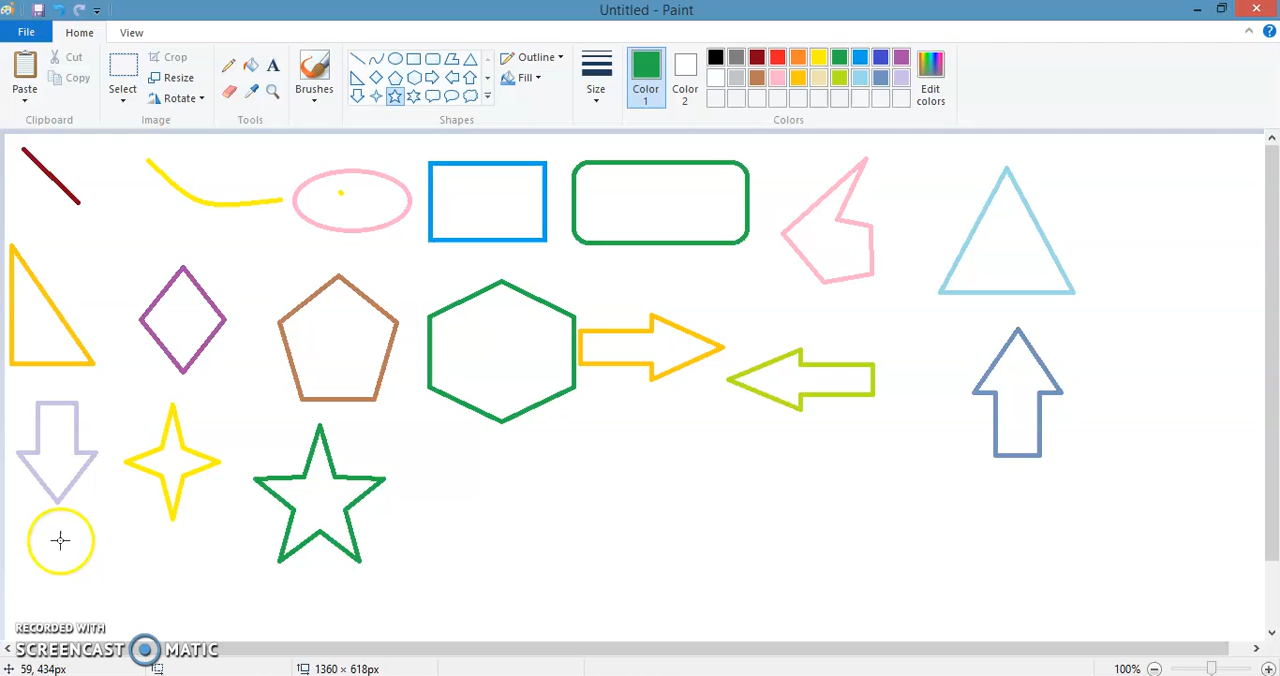 Untitled - Paint
File Home View
Paste
Cut
Copy
Clipboard
Select
Crop
Resize
Rotate
Image
A
Tools
Brushes
Shapes
Outline
Fill
Size
Color 1
Color 2
Edit colors
Colors
RECORDED WITH
SCREENCAST MATIC
59, 434px
1360 × 618px
100%